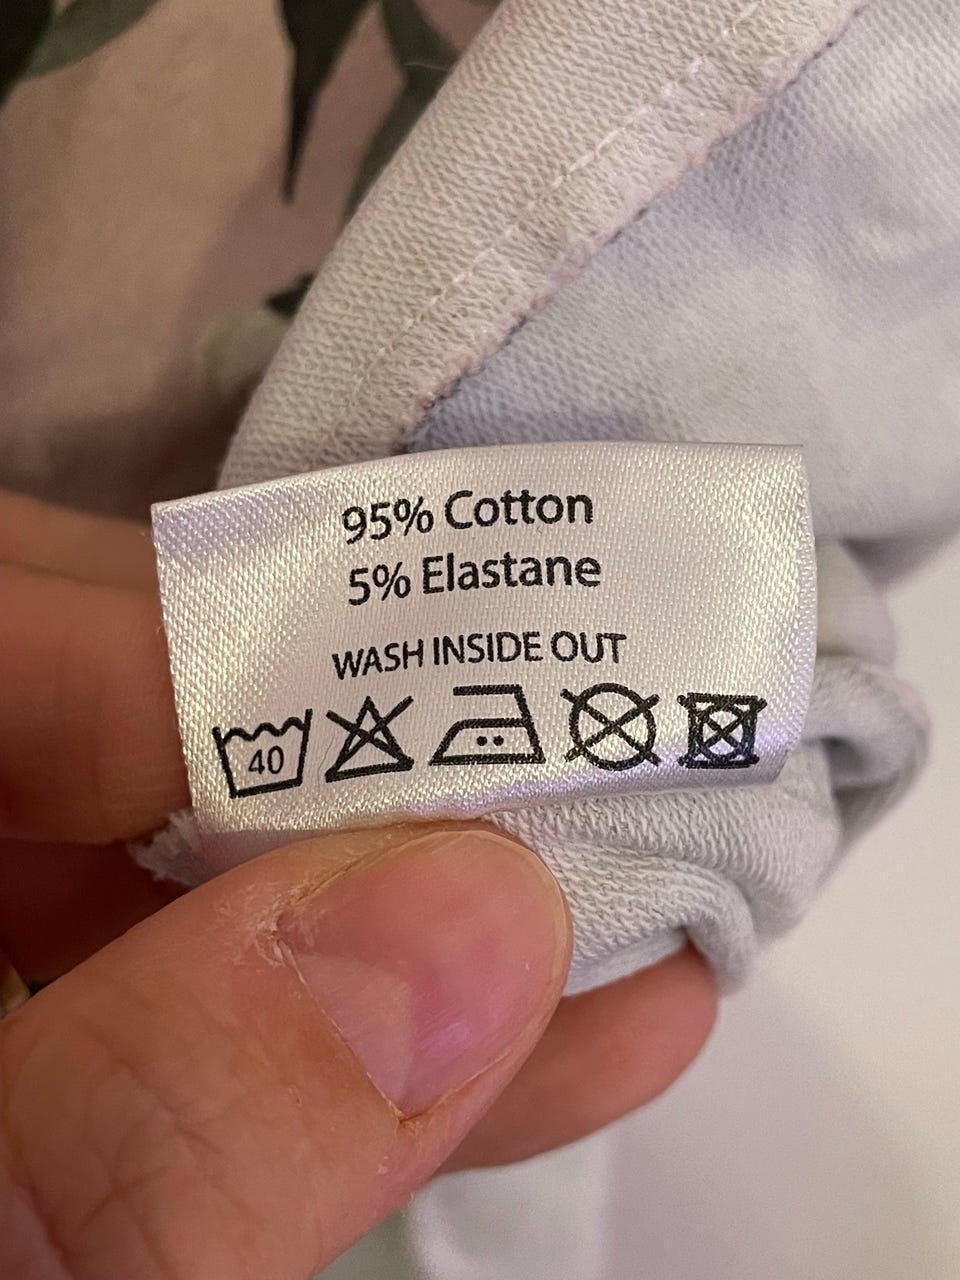 95% Cotton
5% Elastane
WASH INSIDE OUT
40